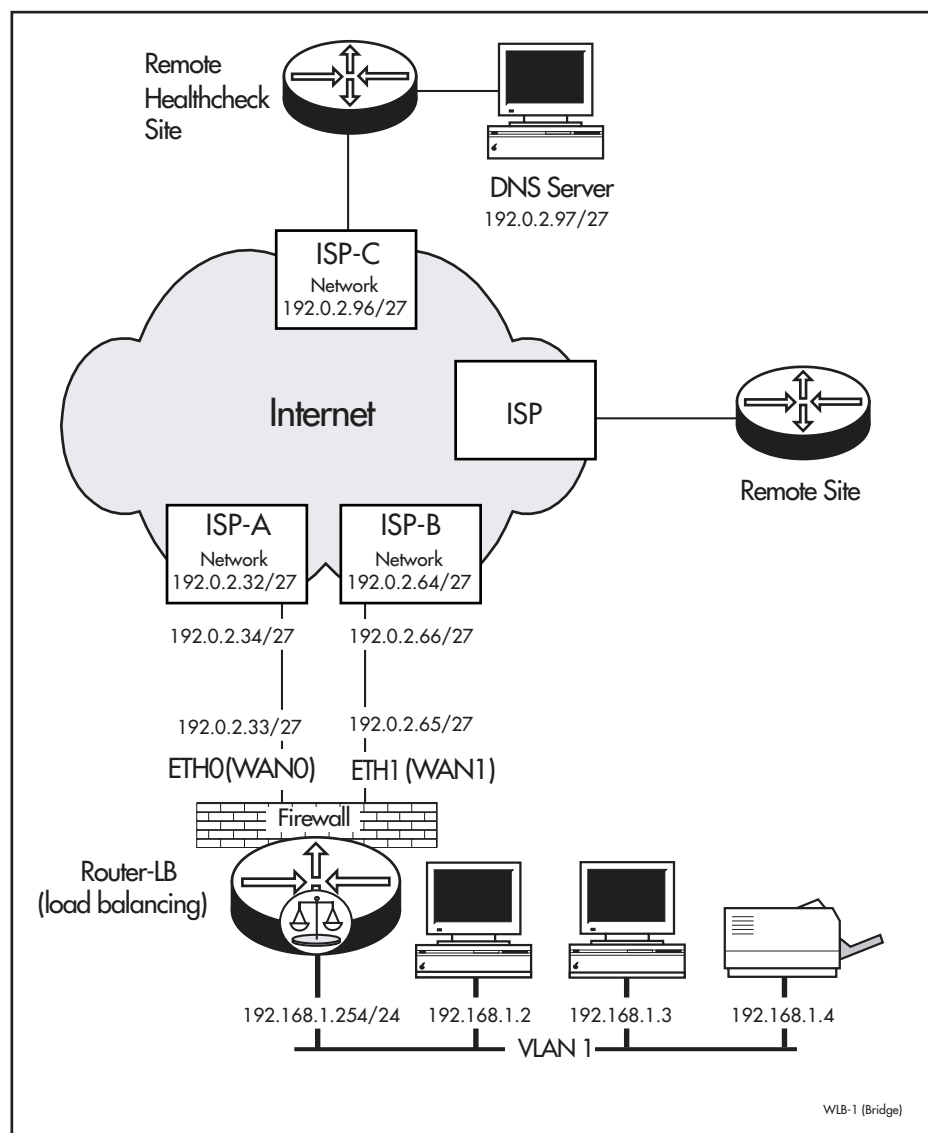 Remote
Healthcheck
Site
DNS Server
192.0.2.97/27
ISP-C
Network
192.0.2.96/27
Internet
ISP
Remote Site
ISP-A
Network
192.0.2.32/27
ISP-B
Network
192.0.2.64/27
192.0.2.34/27
192.0.2.66/27
192.0.2.33/27
192.0.2.65/27
ETH0(WAN0)
ETH1 (WAN1)
Firewall
Router-LB
(load balancing)
192.168.1.254/24
192.168.1.2
192.168.1.3
192.168.1.4
VLAN 1
WLB-1 (Bridge)